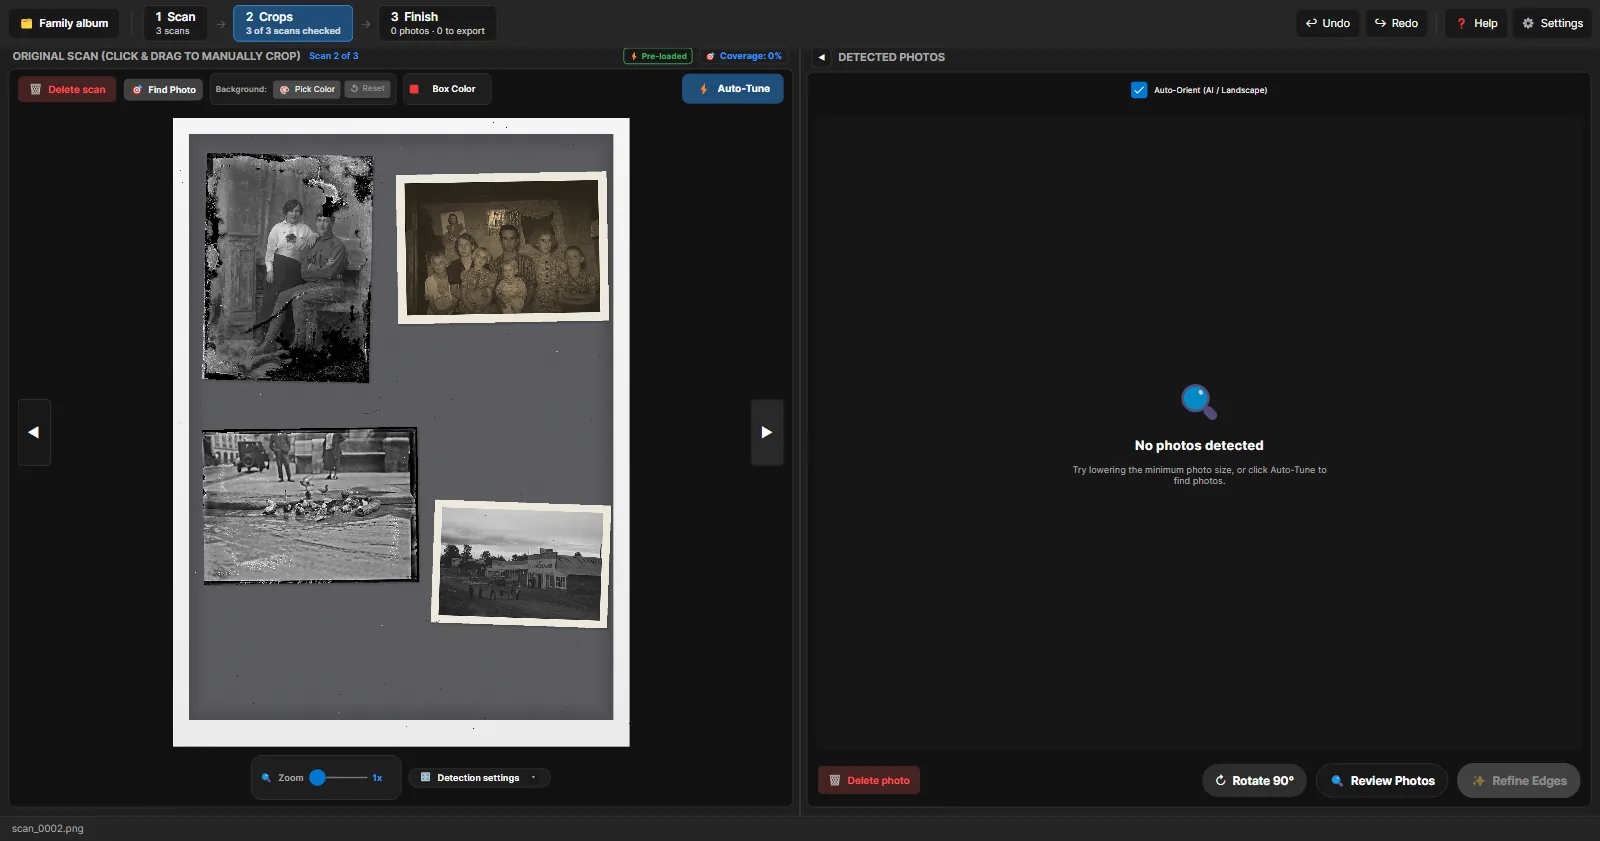 Family album
1 Scan
3 scans
→
2 Crops
3 of 3 scans checked
→
3 Finish
0 photos · 0 to export
Undo
Redo
Help
Settings
ORIGINAL SCAN (CLICK & DRAG TO MANUALLY CROP)
Scan 2 of 3
Pre-loaded
Coverage: 0%
DETECTED PHOTOS
Delete scan
Find Photo
Background:
Pick Color
Reset
Box Color
Auto-Tune
Auto-Orient (AI / Landscape)
No photos detected
Try lowering the minimum photo size, or click Auto-Tune to
find photos.
Zoom
1x
Detection settings
Delete photo
Rotate 90°
Review Photos
Refine Edges
scan_0002.png